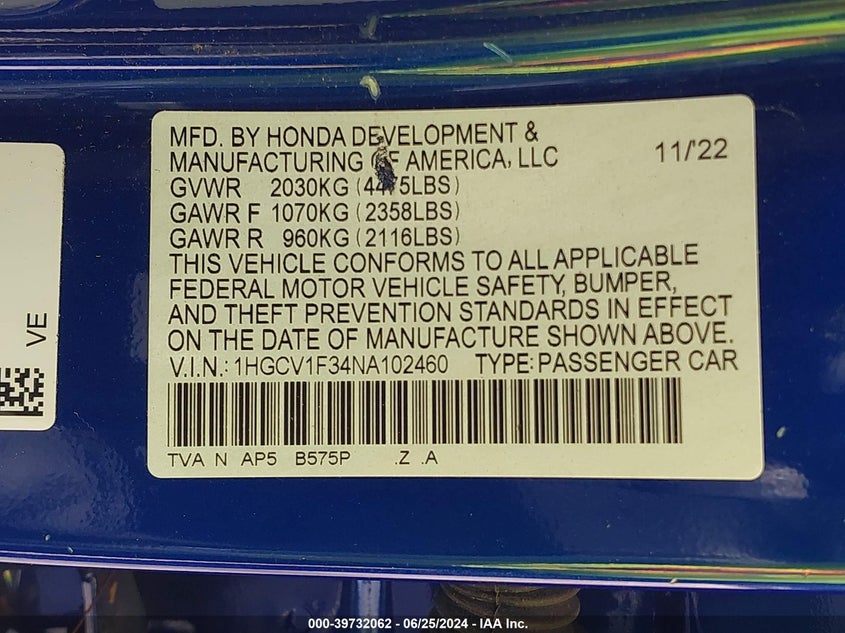 MFD. BY HONDA DEVELOPMENT &
MANUFACTURING OF AMERICA, LLC 11/'22
GVWR 2030KG (4475LBS)
GAWR F 1070KG (2358LBS)
GAWR R 960KG (2116LBS)
THIS VEHICLE CONFORMS TO ALL APPLICABLE
FEDERAL MOTOR VEHICLE SAFETY, BUMPER,
AND THEFT PREVENTION STANDARDS IN EFFECT
ON THE DATE OF MANUFACTURE SHOWN ABOVE.
V.I.N.: 1HGCV1F34NA102460 TYPE: PASSENGER CAR
TVA N AP5 B575P .Z .A
VE
000-39732062 - 06/25/2024 - IAA Inc.